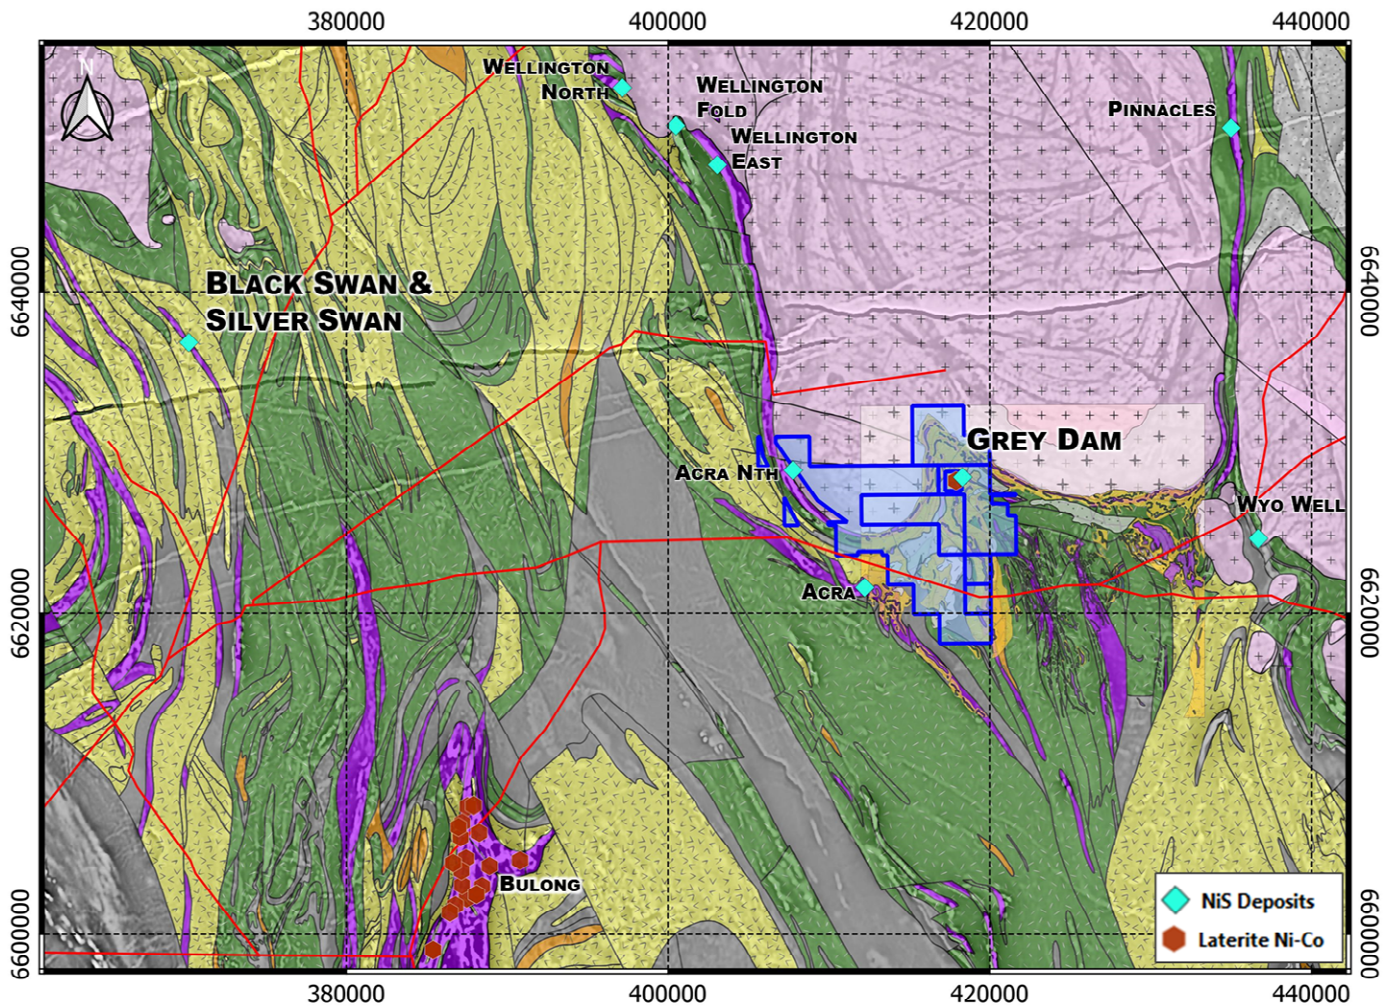 380000 400000 420000 440000
N
WELLINGTON
NORTH
WELLINGTON
FOLD
WELLINGTON
EAST
PINNACLES
6640000 6640000
BLACK SWAN &
SILVER SWAN
GREY DAM
ACRA NTH
WYO WELL
ACRA
6620000 6620000
BULONG
NiS Deposits
Laterite Ni-Co
6600000 6600000
380000 400000 420000 440000